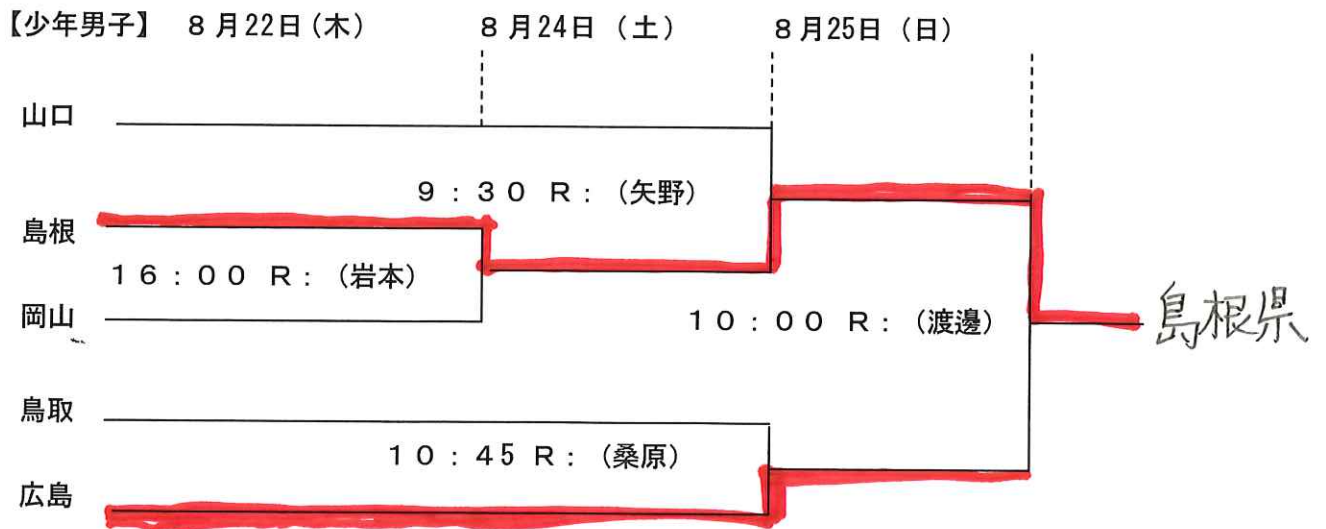 【少年男子】 8月22日(木) 8月24日(土) 8月25日(日)
山口
9:30 R:(矢野)
島根
16:00 R:(岩本)
岡山
10:00 R:(渡邊)
島根県
鳥取
10:45 R:(桑原)
広島